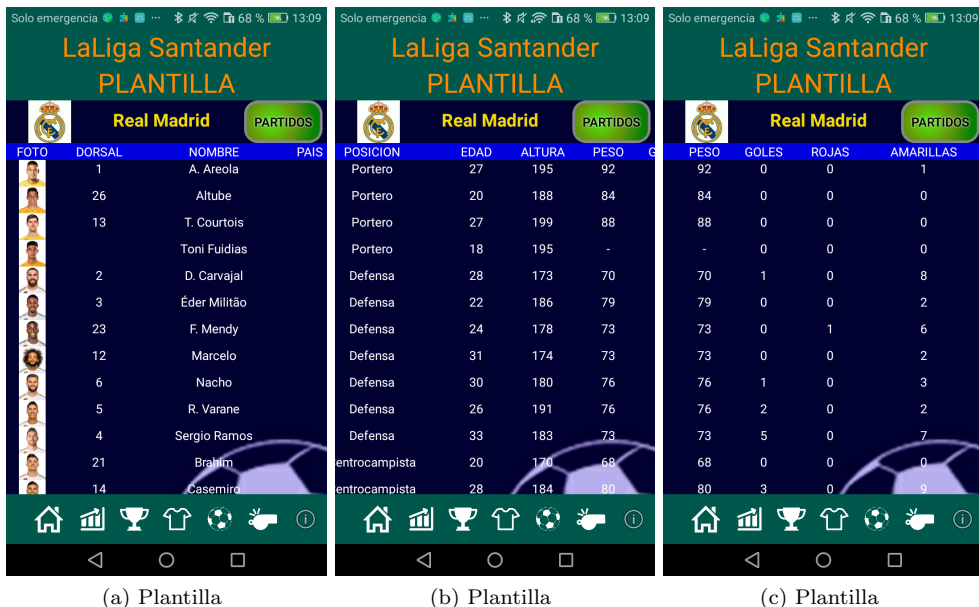 Solo emergencia ... 68 % 13:09
LaLiga Santander
PLANTILLA
Real Madrid PARTIDOS
FOTO DORSAL NOMBRE PAIS
1 A. Areola
26 Altube
13 T. Courtois
Toni Fuidias
2 D. Carvajal
3 Éder Militão
23 F. Mendy
12 Marcelo
6 Nacho
5 R. Varane
4 Sergio Ramos
21 Brahim
14 Casemiro
(a) Plantilla
Solo emergencia ... 68 % 13:09
LaLiga Santander
PLANTILLA
Real Madrid PARTIDOS
POSICION EDAD ALTURA PESO G
Portero 27 195 92
Portero 20 188 84
Portero 27 199 88
Portero 18 195 -
Defensa 28 173 70
Defensa 22 186 79
Defensa 24 178 73
Defensa 31 174 73
Defensa 30 180 76
Defensa 26 191 76
Defensa 33 183 73
entrocampista 20 170 68
entrocampista 28 184 80
(b) Plantilla
Solo emergencia ... 68 % 13:09
LaLiga Santander
PLANTILLA
Real Madrid PARTIDOS
PESO GOLES ROJAS AMARILLAS
92 0 0 1
84 0 0 0
88 0 0 0
- 0 0 0
70 1 0 8
79 0 0 2
73 0 1 6
73 0 0 2
76 1 0 3
76 2 0 2
73 5 0 7
68 0 0 0
80 3 0 9
(c) Plantilla